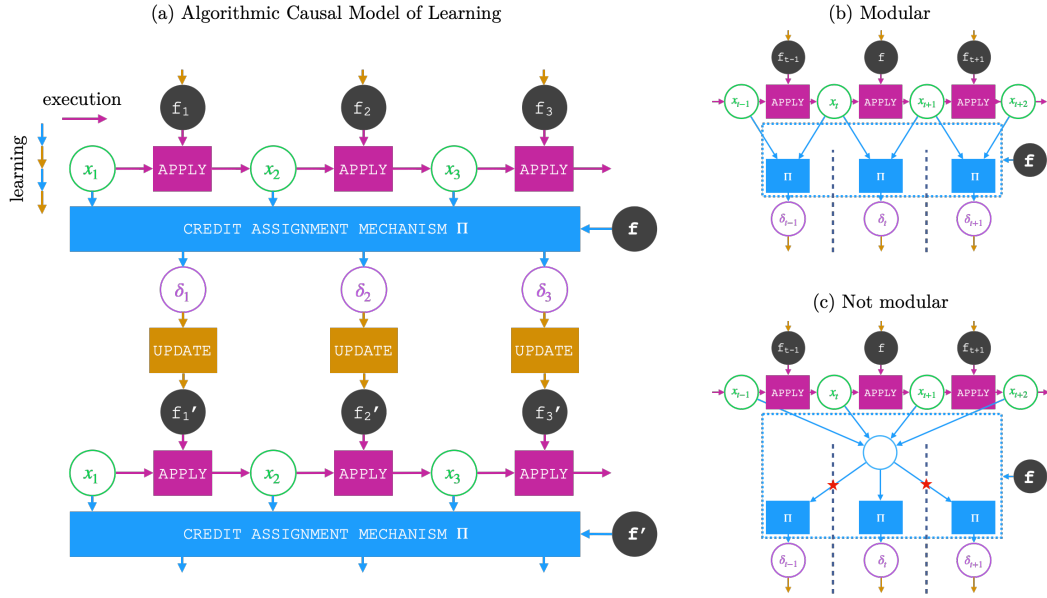 (a) Algorithmic Causal Model of Learning
execution
learning
f₁ f₂ f₃
x₁ APPLY x₂ APPLY x₃ APPLY
CREDIT ASSIGNMENT MECHANISM Π f
δ₁ δ₂ δ₃
UPDATE UPDATE UPDATE
f₁′ f₂′ f₃′
x₁ APPLY x₂ APPLY x₃ APPLY
CREDIT ASSIGNMENT MECHANISM Π f′
(b) Modular
fₜ₋₁ f fₜ₊₁
xₜ₋₁ APPLY xₜ APPLY xₜ₊₁ APPLY xₜ₊₂
f
Π Π Π
δₜ₋₁ δₜ δₜ₊₁
(c) Not modular
fₜ₋₁ f fₜ₊₁
xₜ₋₁ APPLY xₜ APPLY xₜ₊₁ APPLY xₜ₊₂
f
Π Π Π
δₜ₋₁ δₜ δₜ₊₁